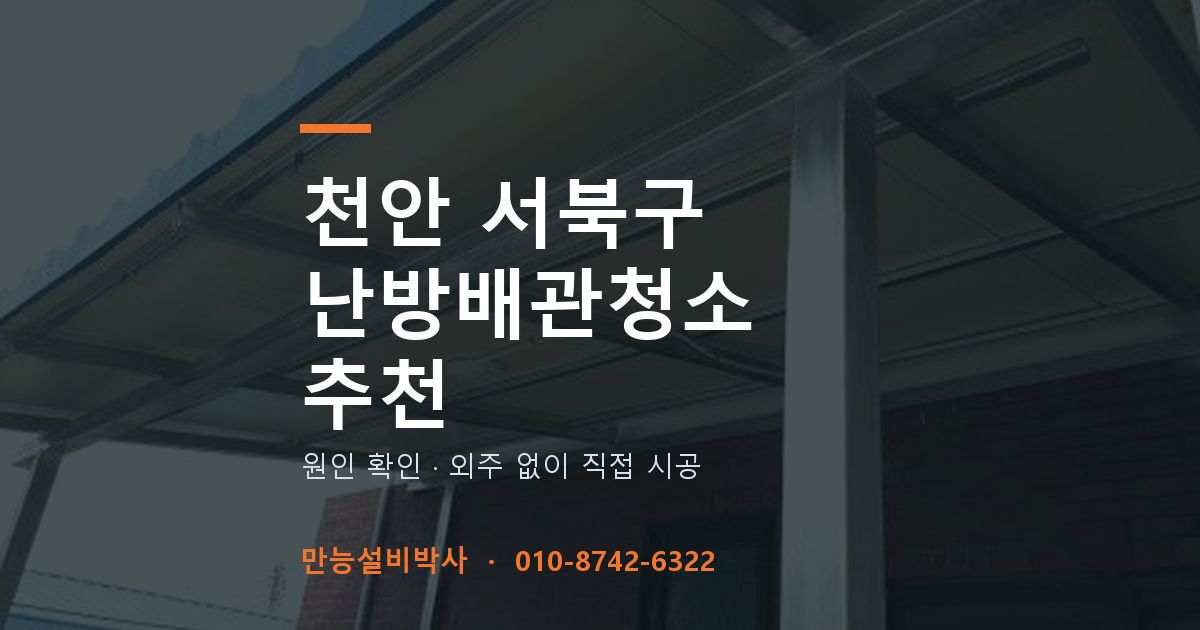 천안 서북구
난방배관청소
추천
원인 확인 · 외주 없이 직접 시공
만능설비박사 · 010-8742-6322